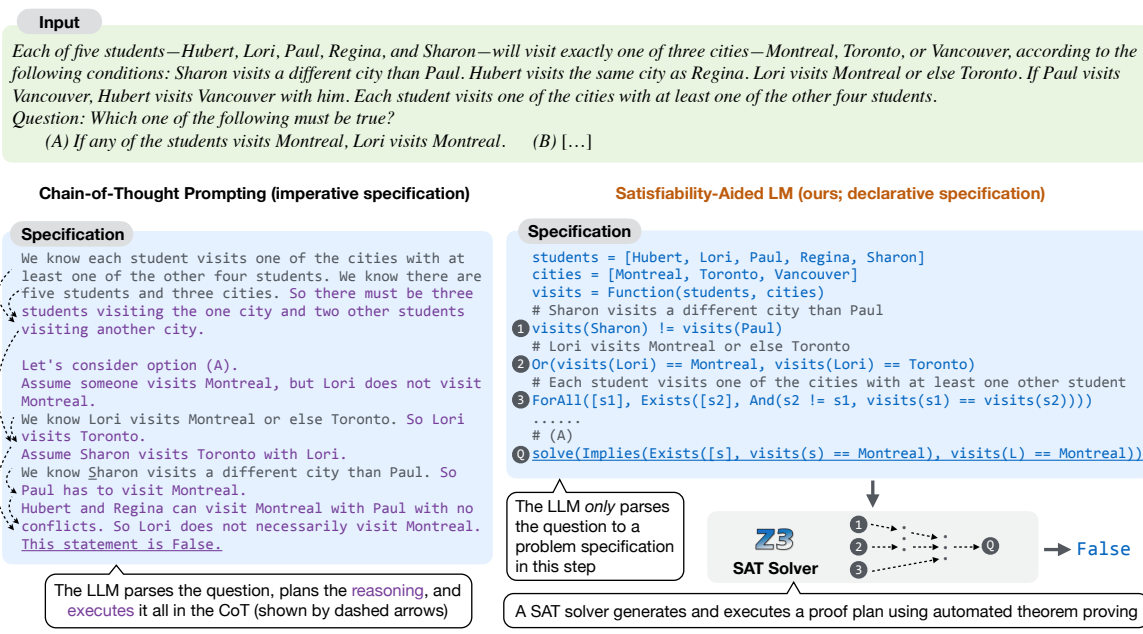 Input
Each of five students—Hubert, Lori, Paul, Regina, and Sharon—will visit exactly one of three cities—Montreal, Toronto, or Vancouver, according to the
following conditions: Sharon visits a different city than Paul. Hubert visits the same city as Regina. Lori visits Montreal or else Toronto. If Paul visits
Vancouver, Hubert visits Vancouver with him. Each student visits one of the cities with at least one of the other four students.
Question: Which one of the following must be true?
(A) If any of the students visits Montreal, Lori visits Montreal. (B) […]
Chain-of-Thought Prompting (imperative specification)
Specification
We know each student visits one of the cities with at
least one of the other four students. We know there are
five students and three cities. So there must be three
students visiting the one city and two other students
visiting another city.
Let's consider option (A).
Assume someone visits Montreal, but Lori does not visit
Montreal.
We know Lori visits Montreal or else Toronto. So Lori
visits Toronto.
Assume Sharon visits Toronto with Lori.
We know Sharon visits a different city than Paul. So
Paul has to visit Montreal.
Hubert and Regina can visit Montreal with Paul with no
conflicts. So Lori does not necessarily visit Montreal.
This statement is False.
The LLM parses the question, plans the reasoning, and
executes it all in the CoT (shown by dashed arrows)
Satisfiability-Aided LM (ours; declarative specification)
Specification
students = [Hubert, Lori, Paul, Regina, Sharon]
cities = [Montreal, Toronto, Vancouver]
visits = Function(students, cities)
# Sharon visits a different city than Paul
1 visits(Sharon) != visits(Paul)
# Lori visits Montreal or else Toronto
2 Or(visits(Lori) == Montreal, visits(Lori) == Toronto)
# Each student visits one of the cities with at least one other student
3 ForAll([s1], Exists([s2], And(s2 != s1, visits(s1) == visits(s2))))
......
# (A)
Q solve(Implies(Exists([s], visits(s) == Montreal), visits(L) == Montreal))
The LLM only parses
the question to a
problem specification
in this step
Z3
SAT Solver
1
2
3
Q
False
A SAT solver generates and executes a proof plan using automated theorem proving